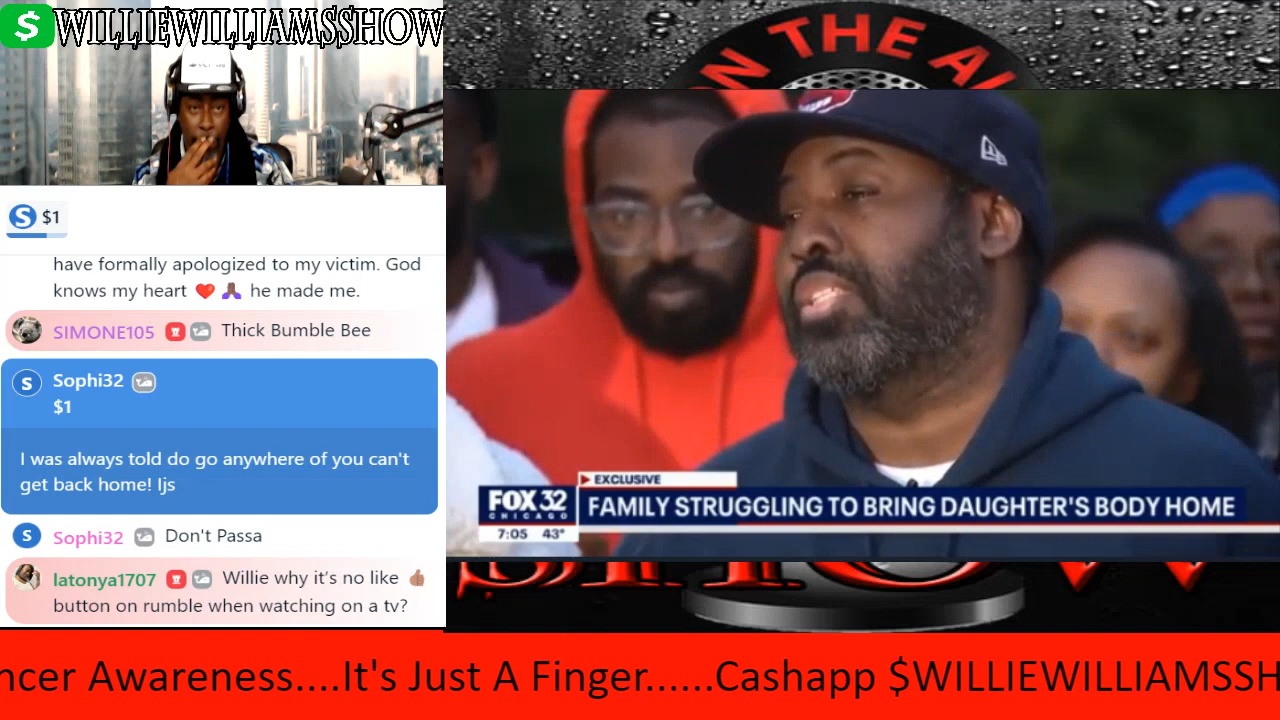 $ WILLIEWILLIAMSSHOW
ON THE AI
S $1
have formally apologized to my victim. God
knows my heart ❤️ 🙏🏾 he made me.
SIMONE105 Thick Bumble Bee
S Sophi32
$1
I was always told do go anywhere of you can't
get back home! Ijs
S Sophi32 Don't Passa
latonya1707 Willie why it's no like 👍🏽
button on rumble when watching on a tv?
EXCLUSIVE
FOX 32
CHICAGO
FAMILY STRUGGLING TO BRING DAUGHTER'S BODY HOME
7:05 43°
ncer Awareness....It's Just A Finger......Cashapp $WILLIEWILLIAMSSH